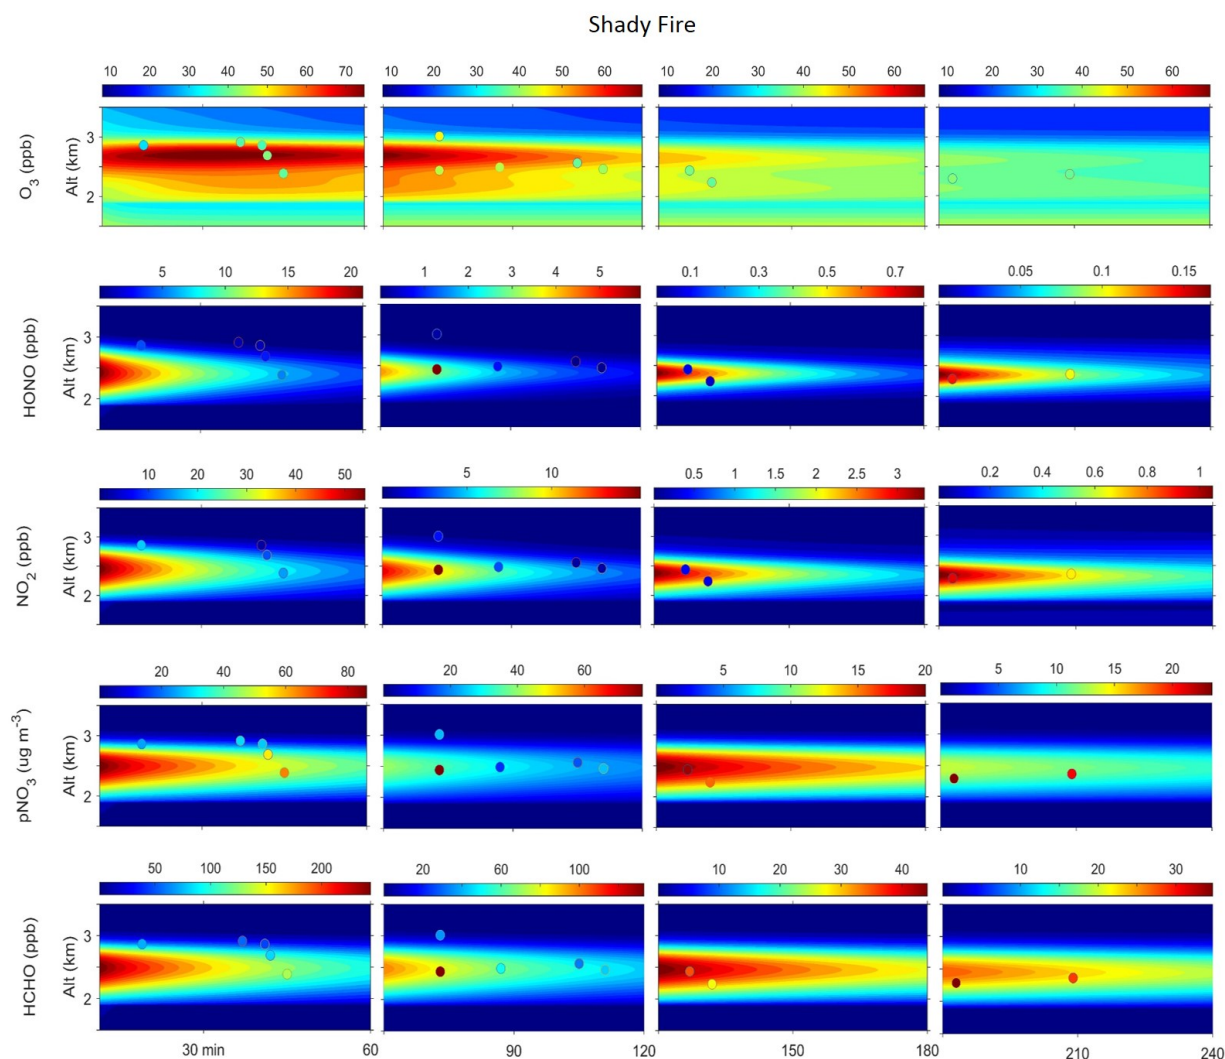 Shady Fire
10 20 30 40 50 60 70 10 20 30 40 50 60 10 20 30 40 50 60 10 20 30 40 50 60
O3 (ppb) Alt (km) 3 2
5 10 15 20 1 2 3 4 5 0.1 0.3 0.5 0.7 0.05 0.1 0.15
HONO (ppb) Alt (km) 3 2
10 20 30 40 50 5 10 0.5 1 1.5 2 2.5 3 0.2 0.4 0.6 0.8 1
NO2 (ppb) Alt (km) 3 2
20 40 60 80 20 40 60 5 10 15 20 5 10 15 20
pNO3 (ug m-3) Alt (km) 3 2
50 100 150 200 20 60 100 10 20 30 40 10 20 30
HCHO (ppb) Alt (km) 3 2
30 min 60 90 120 150 180 210 240